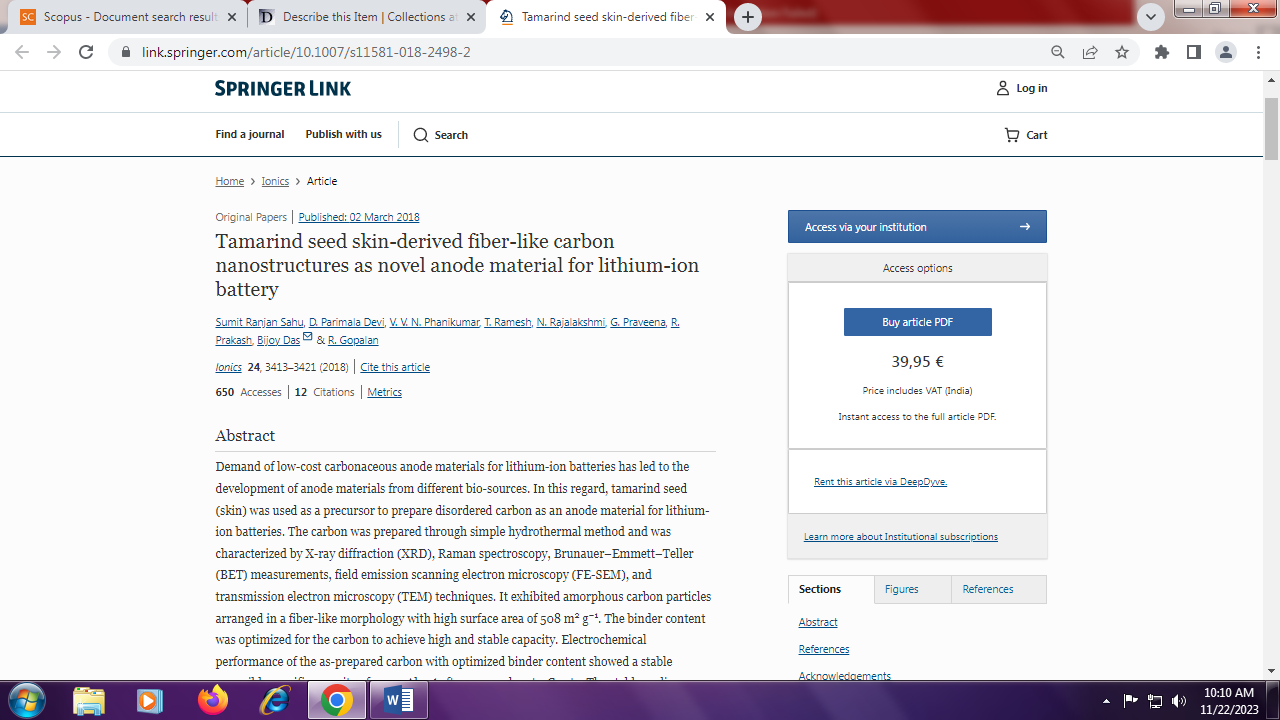 Scopus - Document search result
Describe this Item | Collections at
Tamarind seed skin-derived fiber-
link.springer.com/article/10.1007/s11581-018-2498-2
SPRINGER LINK
Log in
Find a journal
Publish with us
Search
Cart
Home > Ionics > Article
Original Papers | Published: 02 March 2018
Tamarind seed skin-derived fiber-like carbon
nanostructures as novel anode material for lithium-ion
battery
Sumit Ranjan Sahu, D. Parimala Devi, V. V. N. Phanikumar, T. Ramesh, N. Rajalakshmi, G. Praveena, R.
Prakash, Bijoy Das & R. Gopalan
Ionics 24, 3413–3421 (2018) | Cite this article
650 Accesses | 12 Citations | Metrics
Abstract
Demand of low-cost carbonaceous anode materials for lithium-ion batteries has led to the
development of anode materials from different bio-sources. In this regard, tamarind seed
(skin) was used as a precursor to prepare disordered carbon as an anode material for lithium-
ion batteries. The carbon was prepared through simple hydrothermal method and was
characterized by X-ray diffraction (XRD), Raman spectroscopy, Brunauer–Emmett–Teller
(BET) measurements, field emission scanning electron microscopy (FE-SEM), and
transmission electron microscopy (TEM) techniques. It exhibited amorphous carbon particles
arranged in a fiber-like morphology with high surface area of 508 m² g⁻¹. The binder content
was optimized for the carbon to achieve high and stable capacity. Electrochemical
performance of the as-prepared carbon with optimized binder content showed a stable
Access via your institution
Access options
Buy article PDF
39,95 €
Price includes VAT (India)
Instant access to the full article PDF.
Rent this article via DeepDyve.
Learn more about Institutional subscriptions
Sections
Figures
References
Abstract
References
Acknowledgements
10:10 AM
11/22/2023